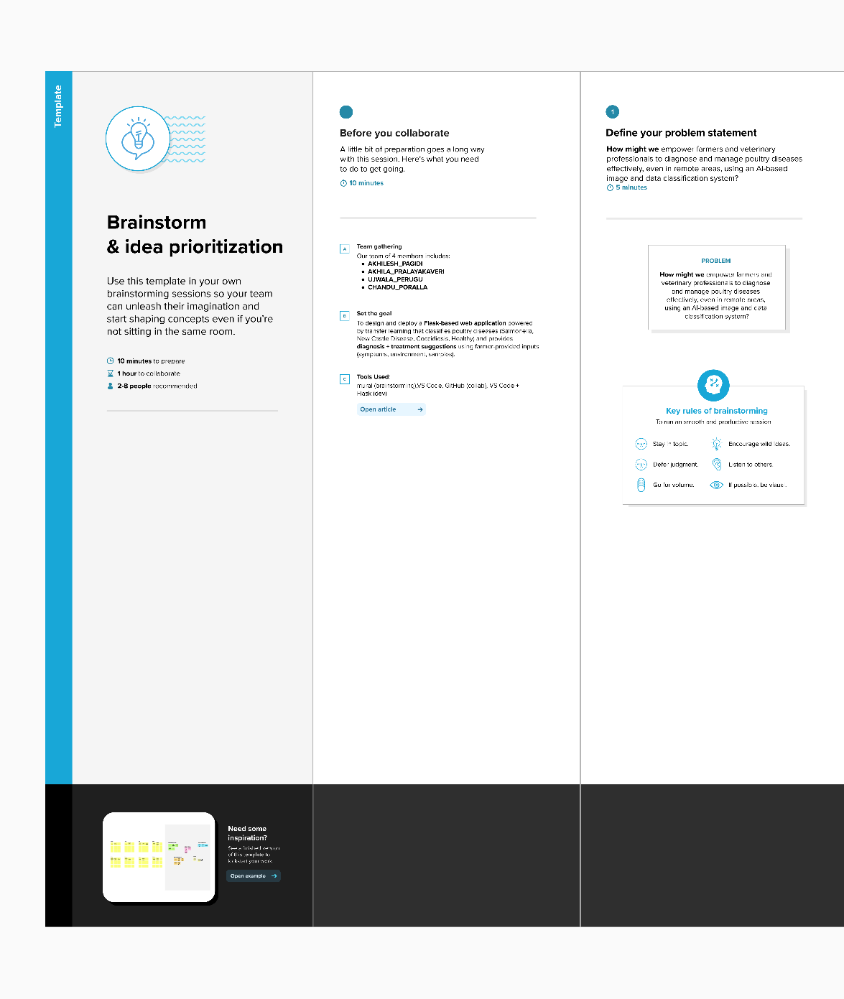 Template
Brainstorm
& idea prioritization
Use this template in your own
brainstorming sessions so your team
can unleash their imagination and
start shaping concepts even if you're
not sitting in the same room.
10 minutes to prepare
1 hour to collaborate
2-8 people recommended
Need some
inspiration?
See a finished version
of this template to
kickstart your work.
Open example
Before you collaborate
A little bit of preparation goes a long way
with this session. Here's what you need
to do to get going.
10 minutes
A
Team gathering
Our team of 4 members includes:
AKHILESH_PAGIDI
AKHILA_PRALAYAKAVERI
UJWALA_PERUGU
CHANDU_PORALLA
B
Set the goal
To design and deploy a Flask-based web application powered
by transfer learning that classifies poultry diseases (Salmonella,
New Castle Disease, Coccidiosis, Healthy) and provides
diagnosis + treatment suggestions using farmer-provided inputs
(symptoms, environment, samples).
C
Tools Used:
mural (brainstorming),VS Code, GitHub (collab), VS Code +
Flask (dev)
Open article
1
Define your problem statement
How might we empower farmers and veterinary
professionals to diagnose and manage poultry diseases
effectively, even in remote areas, using an AI-based
image and data classification system?
5 minutes
PROBLEM
How might we empower farmers and
veterinary professionals to diagnose
and manage poultry diseases
effectively, even in remote areas,
using an AI-based image and data
classification system?
Key rules of brainstorming
To run an smooth and productive session
Stay in topic.
Encourage wild ideas.
Defer judgment.
Listen to others.
Go for volume.
If possible, be visual.